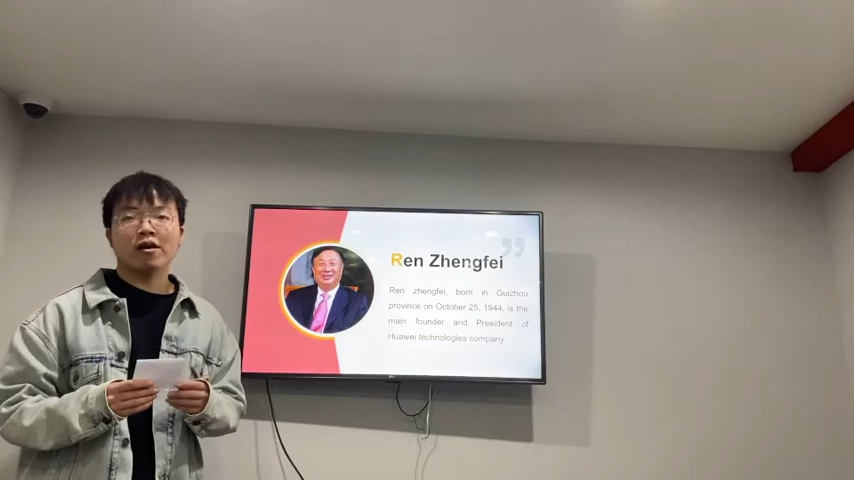 Ren Zhengfei
Ren zhengfei, born in Guizhou
province on October 25, 1944, is the
main founder and President of
Huawei technologies company